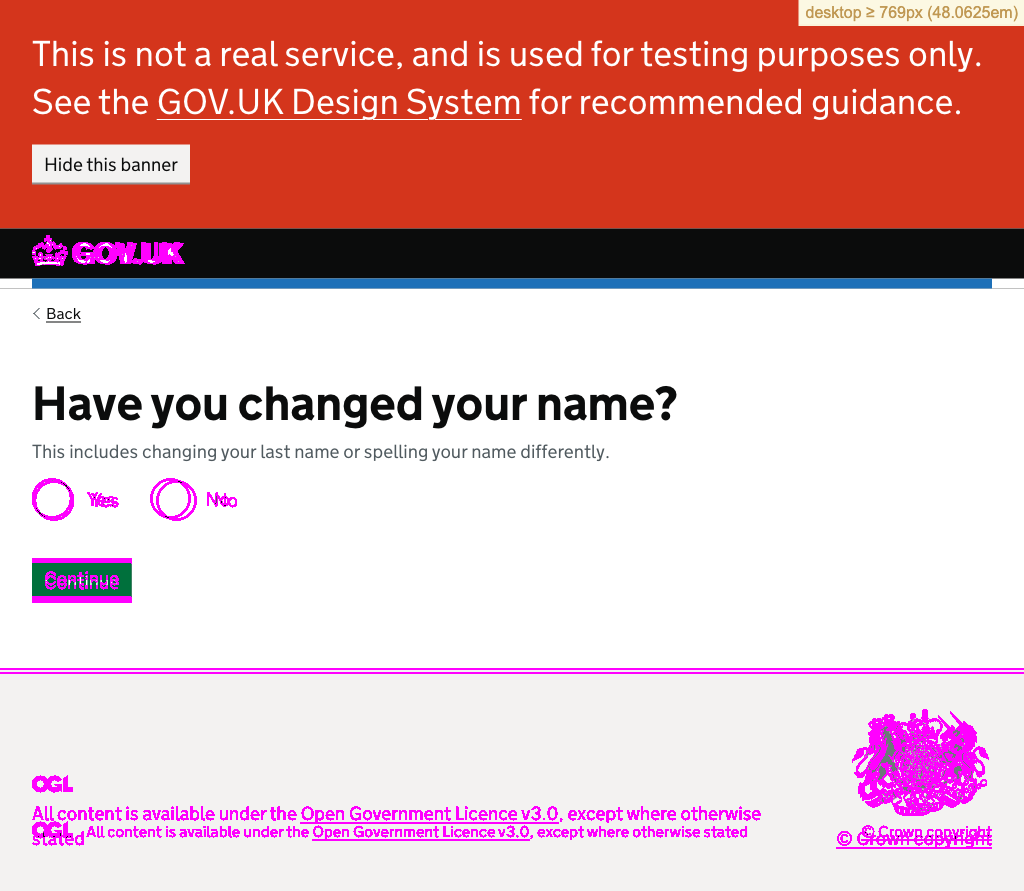 desktop ≥ 769px (48.0625em)
This is not a real service, and is used for testing purposes only.
See the GOV.UK Design System for recommended guidance.
Hide this banner
GOV.UK
Back
Have you changed your name?
This includes changing your last name or spelling your name differently.
Yes No
Continue
OGL
All content is available under the Open Government Licence v3.0, except where otherwise
stated
OGL All content is available under the Open Government Licence v3.0, except where otherwise stated
© Crown copyright
© Crown copyright